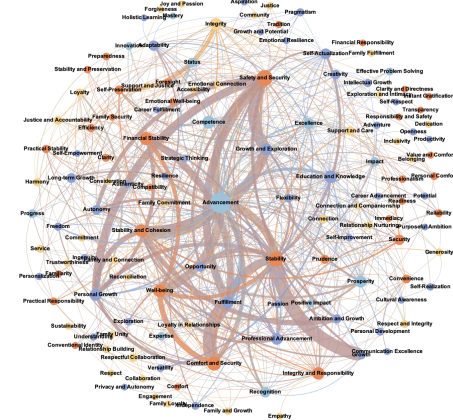 Joy and Passion
Aspiration
Justice
Forgiveness
Mastery
Holistic Learning
Community
Pragmatism
Integrity
Tradition
Growth and Potential
Emotional Resilience
Financial Responsibility
Innovation
Adaptability
Self-Actualization
Family Fulfillment
Preparedness
Status
Stability and Preservation
Creativity
Effective Problem Solving
Foresight
Safety and Security
Support and Justice
Emotional Connection
Intellectual Growth
Self-Preservation
Accessibility
Clarity and Directness
Loyalty
Exploration and Intimacy
Instant Gratification
Emotional Well-being
Self-Respect
Career Fulfillment
Transparency
Family Security
Responsibility and Safety
Justice and Accountability
Competence
Excellence
Adventure
Dedication
Efficiency
Support and Care
Openness
Financial Stability
Inclusivity
Productivity
Practical Stability
Growth and Exploration
Self-Empowerment
Clarity
Strategic Thinking
Impact
Belonging
Value and Comfort
Resilience
Education and Knowledge
Professionalism
Personal Comfort
Long-term Growth
Consideration
Harmony
Authenticity
Compatibility
Flexibility
Career Advancement
Potential
Family Commitment
Advancement
Readiness
Connection and Companionship
Autonomy
Progress
Connection
Immediacy
Reliability
Freedom
Relationship Nurturing
Purposeful Ambition
Stability and Cohesion
Commitment
Self-Improvement
Security
Service
Generosity
Ingenuity
Stability
Prudence
Trustworthiness
Family and Connection
Opportunity
Familiarity
Personalization
Reconciliation
Convenience
Prosperity
Self-Realization
Well-being
Personal Growth
Practical Responsibility
Fulfillment
Passion
Positive Impact
Cultural Awareness
Exploration
Loyalty in Relationships
Ambition and Growth
Sustainability
Respect and Integrity
Family Unity
Personal Development
Understanding
Expertise
Professional Advancement
Conventional Identity
Relationship Building
Communication Excellence
Growth
Respectful Collaboration
Comfort and Security
Versatility
Respect
Integrity and Responsibility
Collaboration
Privacy and Autonomy
Comfort
Recognition
Engagement
Family Loyalty
Independence
Family and Growth
Empathy